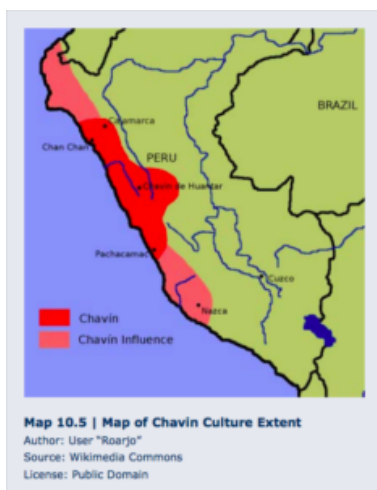 BRAZIL
Cajamarca
Chan Chan
PERU
Chavin de Huantar
Pachacamac
Cuzco
Nazca
Chavín
Chavín Influence
Map 10.5 | Map of Chavin Culture Extent
Author: User “Roarjo”
Source: Wikimedia Commons
License: Public Domain